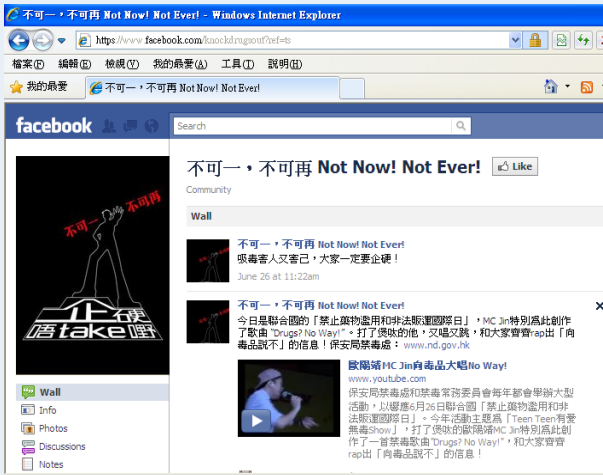 不可一，不可再 Not Now! Not Ever! - Windows Internet Explorer
https://www.facebook.com/knockdrugsout?ref=ts
檔案(F) 編輯(E) 檢視(V) 我的最愛(A) 工具(T) 說明(H)
我的最愛 不可一，不可再 Not Now! Not Ever!
facebook Search
不可一，不可再 Not Now! Not Ever! Like
Community
Wall
不可一 不可再
企硬
唔take嘢
不可一，不可再 Not Now! Not Ever!
吸毒害人又害己，大家一定要企硬！
June 26 at 11:22am
不可一，不可再 Not Now! Not Ever!
今日是聯合國的「禁止藥物濫用和非法販運國際日」，MC Jin特別為此創作
了歌曲 "Drugs? No Way!"。打了煲呔的他，又唱又跳，和大家齊齊rap出「向
毒品說不」的信息！保安局禁毒處： www.nd.gov.hk
歐陽靖MC Jin向毒品大唱No Way!
www.youtube.com
保安局禁毒處和禁毒常務委員會每年都會舉辦大型
活動，以響應6月26日聯合國「禁止藥物濫用和非
法販運國際日」。今年活動主題為「Teen Teen有愛
無毒Show」，打了煲呔的歐陽靖MC Jin特別為此創
作了一首禁毒歌曲"Drugs? No Way!"，和大家齊齊
rap出「向毒品說不」的信息！
Wall
Info
Photos
Discussions
Notes